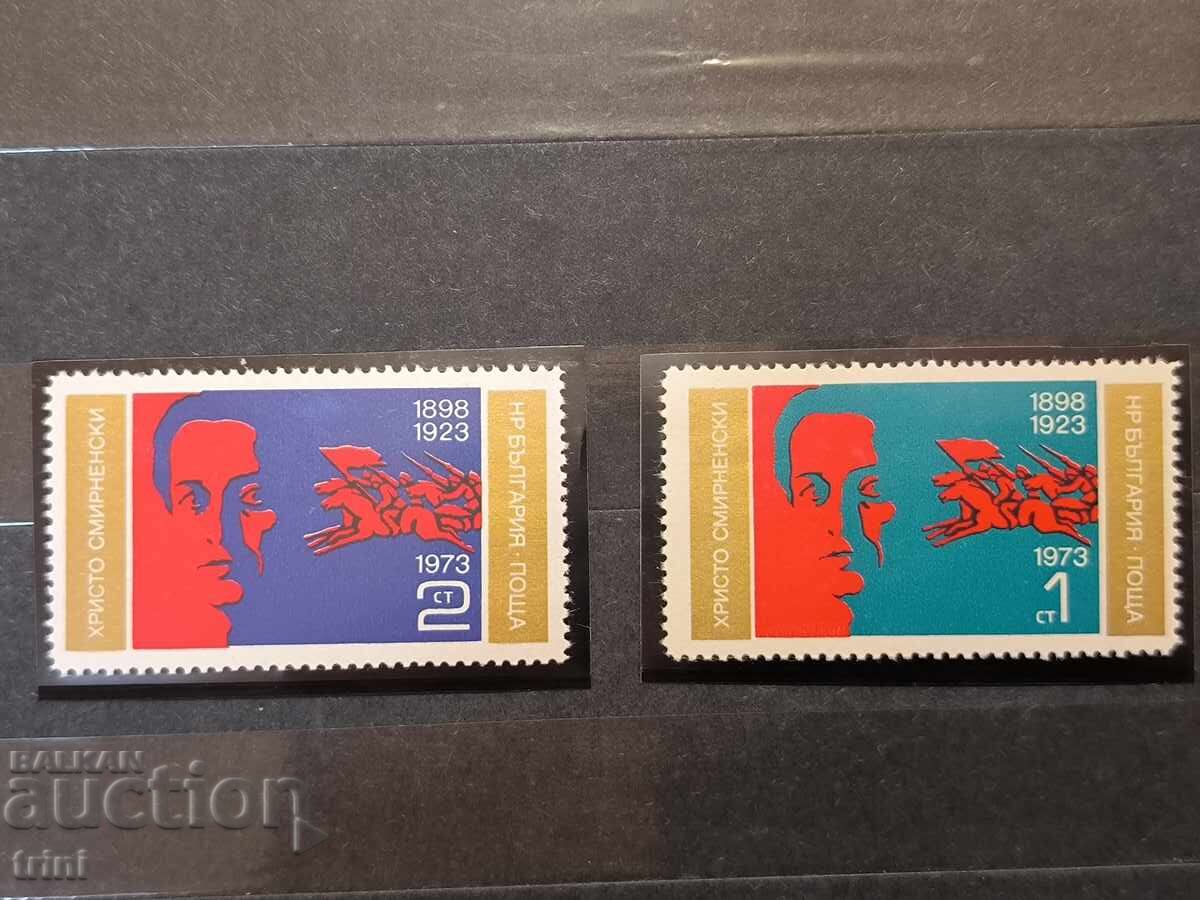 ХРИСТО СМИРНЕНСКИ
1898
1923
1973
2 СТ
НР БЪЛГАРИЯ · ПОЩА
ХРИСТО СМИРНЕНСКИ
1898
1923
1973
СТ 1
НР БЪЛГАРИЯ · ПОЩА
BALKAN
auction
trini